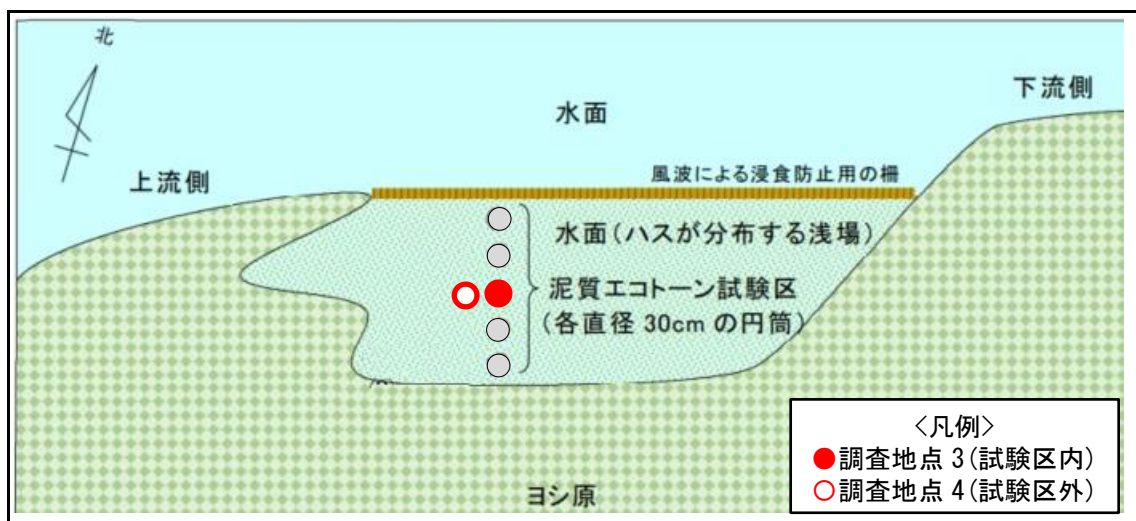 北
下流側
水面
上流側
風波による浸食防止用の柵
水面(ハスが分布する浅場)
泥質エコトーン試験区
(各直径 30cm の円筒)
<凡例>
●調査地点 3(試験区内)
○調査地点 4(試験区外)
ヨシ原